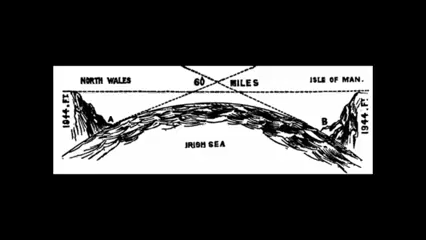 NORTH WALES 60 MILES ISLE OF MAN.
1944.FT
A
B
1944.FT
IRISH SEA